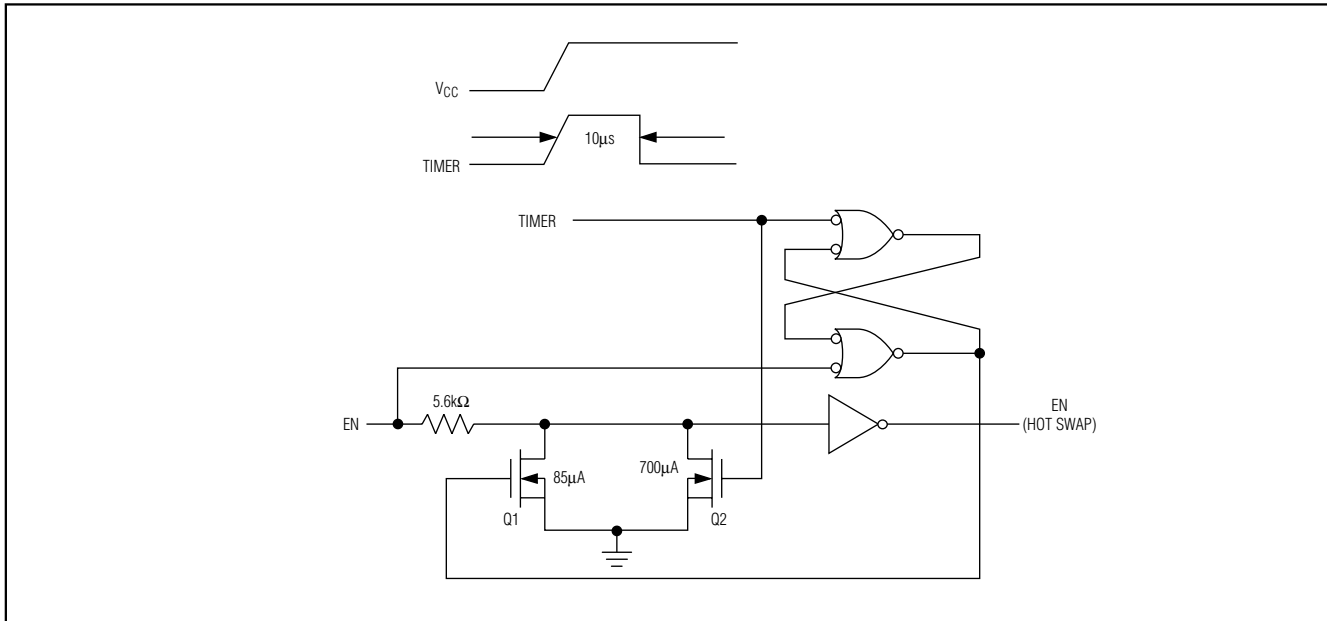 VCC
10μs
TIMER
TIMER
5.6kΩ
EN
EN
(HOT SWAP)
85μA
700μA
Q1
Q2